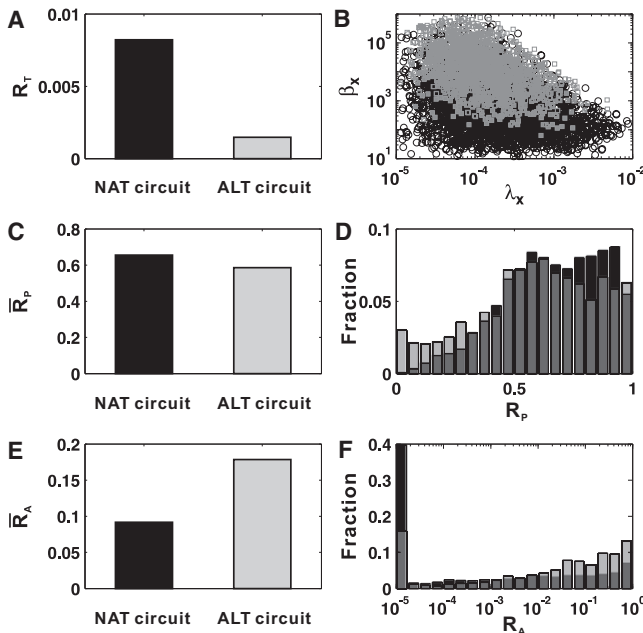 A
0.01
0.005
0
R_T
NAT circuit ALT circuit
B
10^5
10^3
10^1
β_x
10^-5 10^-4 10^-3 10^-2
λ_x
C
0.8
0.6
0.4
0.2
0
R̅_P
NAT circuit ALT circuit
D
0.1
0.05
0
Fraction
0 0.5 1
R_P
E
0.2
0.15
0.1
0.05
0
R̅_A
NAT circuit ALT circuit
F
0.4
0.3
0.2
0.1
0
Fraction
10^-5 10^-4 10^-3 10^-2 10^-1 10^0
R_A